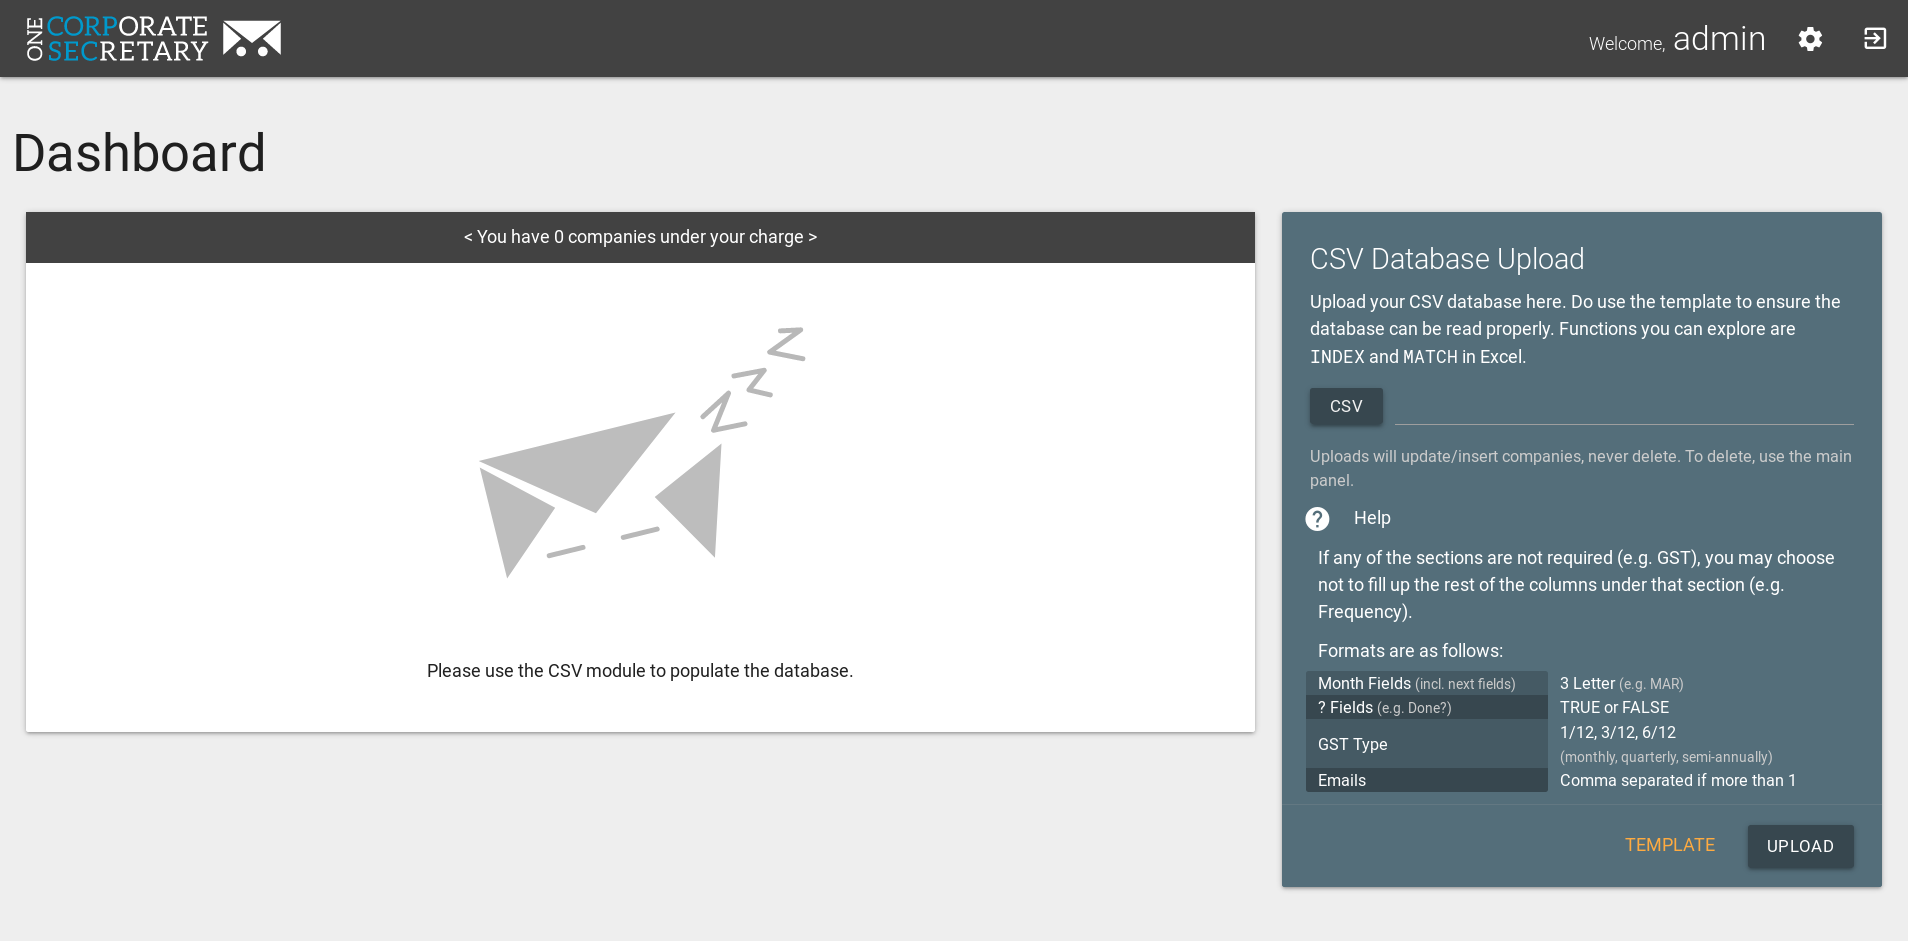 ONE CORPORATE
SECRETARY
Welcome, admin
Dashboard
< You have 0 companies under your charge >
Please use the CSV module to populate the database.
CSV Database Upload
Upload your CSV database here. Do use the template to ensure the
database can be read properly. Functions you can explore are
INDEX and MATCH in Excel.
CSV
Uploads will update/insert companies, never delete. To delete, use the main
panel.
Help
If any of the sections are not required (e.g. GST), you may choose
not to fill up the rest of the columns under that section (e.g.
Frequency).
Formats are as follows:
Month Fields (incl. next fields) 3 Letter (e.g. MAR)
? Fields (e.g. Done?) TRUE or FALSE
GST Type 1/12, 3/12, 6/12
(monthly, quarterly, semi-annually)
Emails Comma separated if more than 1
TEMPLATE UPLOAD